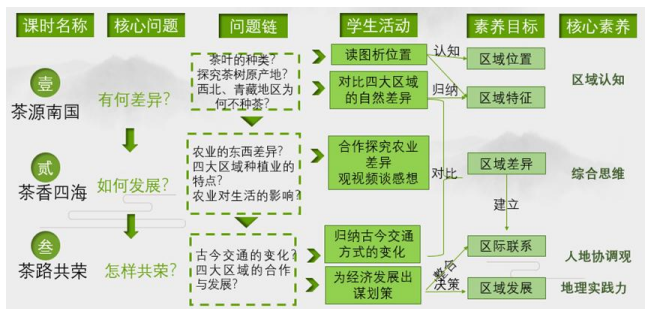 课时名称 核心问题 问题链 学生活动 素养目标 核心素养
壹
茶源南国
有何差异?
茶叶的种类?
探究茶树原产地?
西北、青藏地区为
何不种茶?
读图析位置
对比四大区域
的自然差异
认知
归纳
区域位置
区域特征
区域认知
贰
茶香四海
如何发展?
农业的东西差异?
四大区域种植业的
特点?
农业对生活的影响?
合作探究农业
差异
观视频谈感想
对比
区域差异
综合思维
建立
叁
茶路共荣
怎样共荣?
古今交通的变化?
四大区域的合作
与发展?
归纳古今交通
方式的变化
为经济发展出
谋划策
整合
决策
区际联系
区域发展
人地协调观
地理实践力